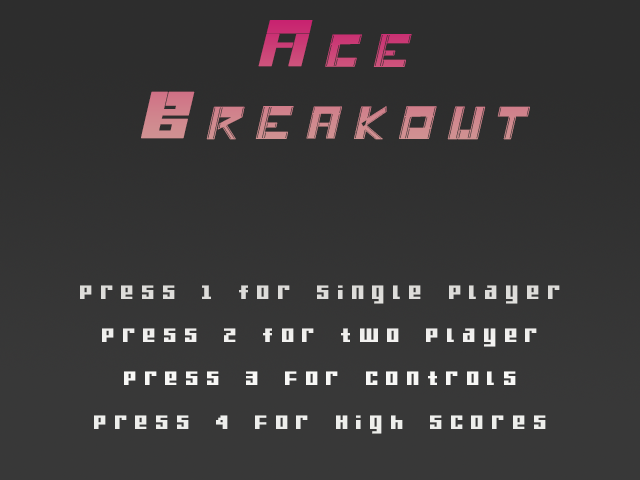 Ace
Breakout
press 1 for single player
press 2 for two player
press 3 For controls
press 4 For High scores